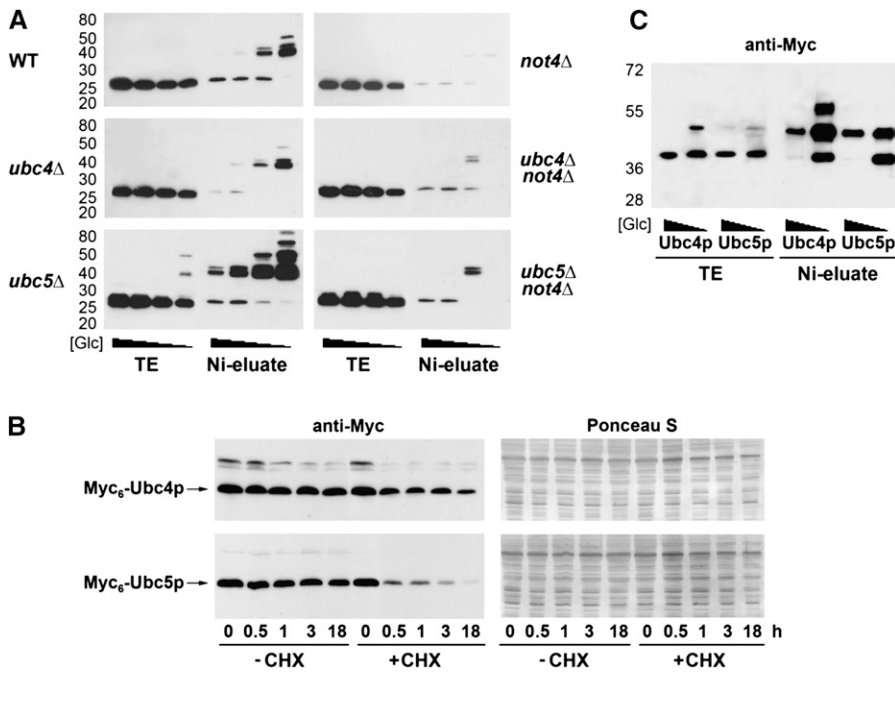 A
80
50
40
30
25
20
WT
not4Δ
80
50
40
30
25
20
ubc4Δ
ubc4Δ
not4Δ
80
50
40
30
25
20
ubc5Δ
ubc5Δ
not4Δ
[Glc]
TE
Ni-eluate
TE
Ni-eluate
C
anti-Myc
72
55
36
28
[Glc]
Ubc4p Ubc5p Ubc4p Ubc5p
TE Ni-eluate
B
anti-Myc
Ponceau S
Myc₆-Ubc4p
Myc₆-Ubc5p
0 0.5 1 3 18 0 0.5 1 3 18 0 0.5 1 3 18 0 0.5 1 3 18 h
- CHX +CHX - CHX +CHX